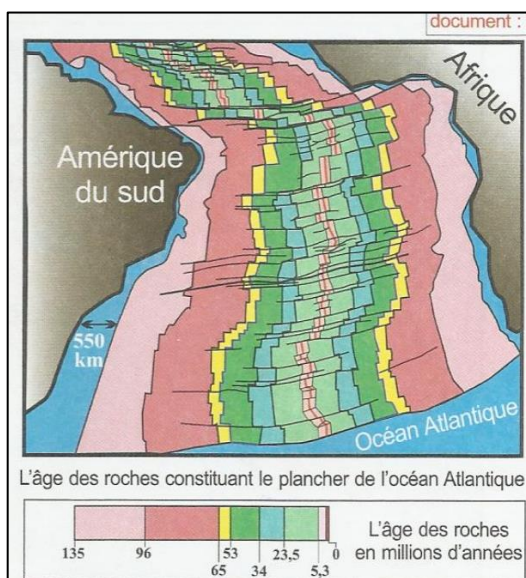 document :
Afrique
Amérique
du sud
550
km
Océan Atlantique
L'âge des roches constituant le plancher de l'océan Atlantique
135 96 65 53 34 23,5 5,3 0
L'âge des roches
en millions d'années